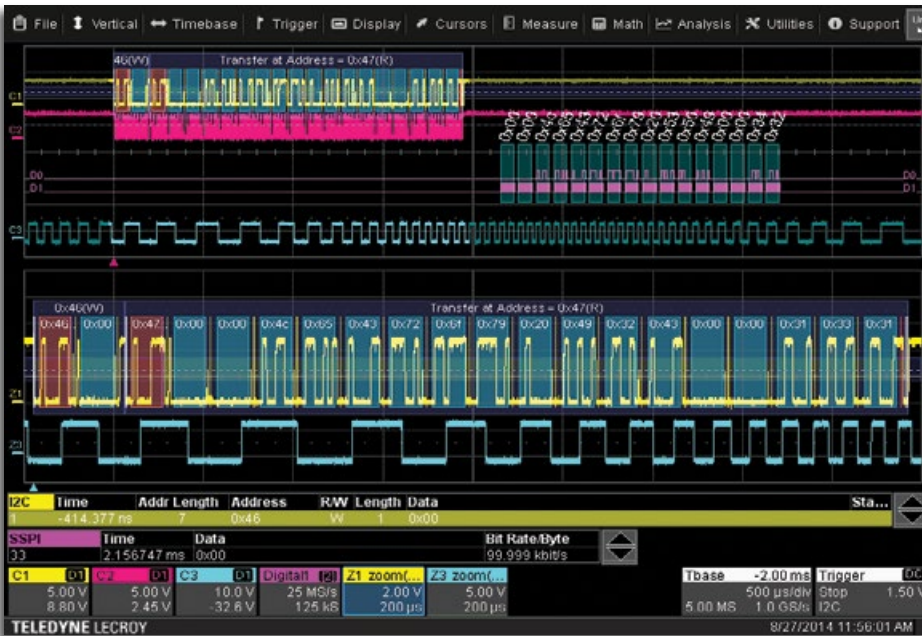 File Vertical Timebase Trigger Display Cursors Measure Math Analysis Utilities Support
46(W) Transfer at Address = 0x47(R)
C1
C2
D0 D0
D1 D1
C3
0x46(W) Transfer at Address = 0x47(R)
0x46 0x00 0x47 0x00 0x00 0x4c 0x65 0x43 0x72 0x6f 0x79 0x20 0x49 0x32 0x43 0x00 0x00 0x31 0x33 0x31
Z1
Z3
I2C Time Addr Length Address R/W Length Data Sta...
1 -414.377 ns 7 0x46 W 1 0x00
SSPI Time Data Bit Rate/Byte
33 2.156747 ms 0x00 99.999 kbit/s
C1 D1 C2 D1 C3 D1 Digital1 Z1 zoom(... Z3 zoom(... Tbase -2.00 ms Trigger DC
5.00 V 5.00 V 10.0 V 25 MS/s 2.00 V 5.00 V 500 µs/div Stop 1.50 V
8.80 V 2.45 V -32.6 V 125 kS 200 µs 200 µs 5.00 MS 1.0 GS/s I2C
TELEDYNE LECROY 8/27/2014 11:56:01 AM